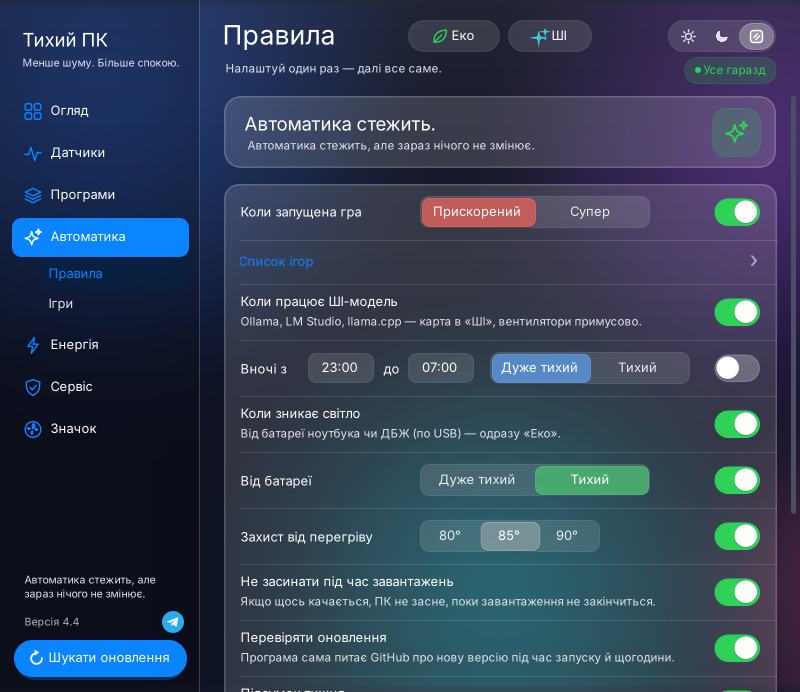 Тихий ПК
Менше шуму. Більше спокою.
Огляд
Датчики
Програми
Автоматика
Правила
Ігри
Енергія
Сервіс
Значок
Автоматика стежить, але
зараз нічого не змінює.
Версія 4.4
Шукати оновлення
Правила
Еко
ШІ
Налаштуй один раз — далі все саме.
Усе гаразд
Автоматика стежить.
Автоматика стежить, але зараз нічого не змінює.
Коли запущена гра
Прискорений
Супер
Список ігор
Коли працює ШІ-модель
Ollama, LM Studio, llama.cpp — карта в «ШІ», вентилятори примусово.
Вночі з
23:00
до
07:00
Дуже тихий
Тихий
Коли зникає світло
Від батареї ноутбука чи ДБЖ (по USB) — одразу «Еко».
Від батареї
Дуже тихий
Тихий
Захист від перегріву
80°
85°
90°
Не засинати під час завантажень
Якщо щось качається, ПК не засне, поки завантаження не закінчиться.
Перевіряти оновлення
Програма сама питає GitHub про нову версію під час запуску й щогодини.